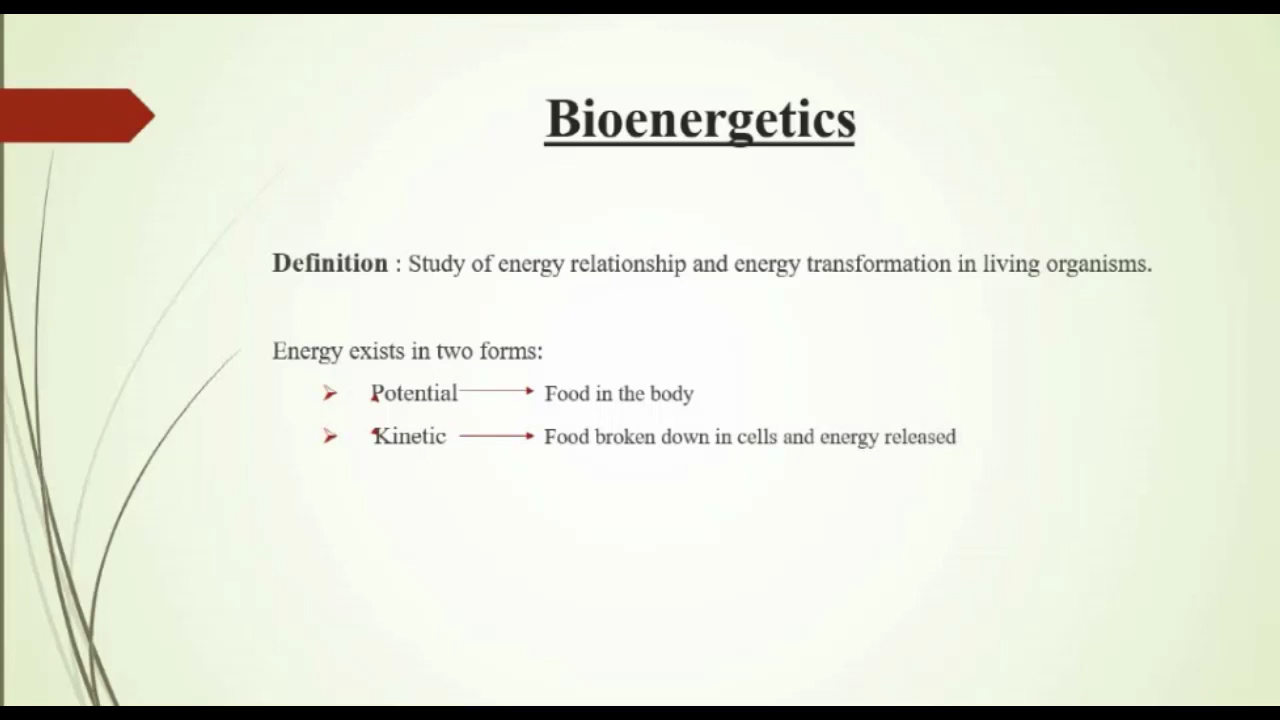 Bioenergetics
Definition : Study of energy relationship and energy transformation in living organisms.
Energy exists in two forms:
Potential Food in the body
Kinetic Food broken down in cells and energy released